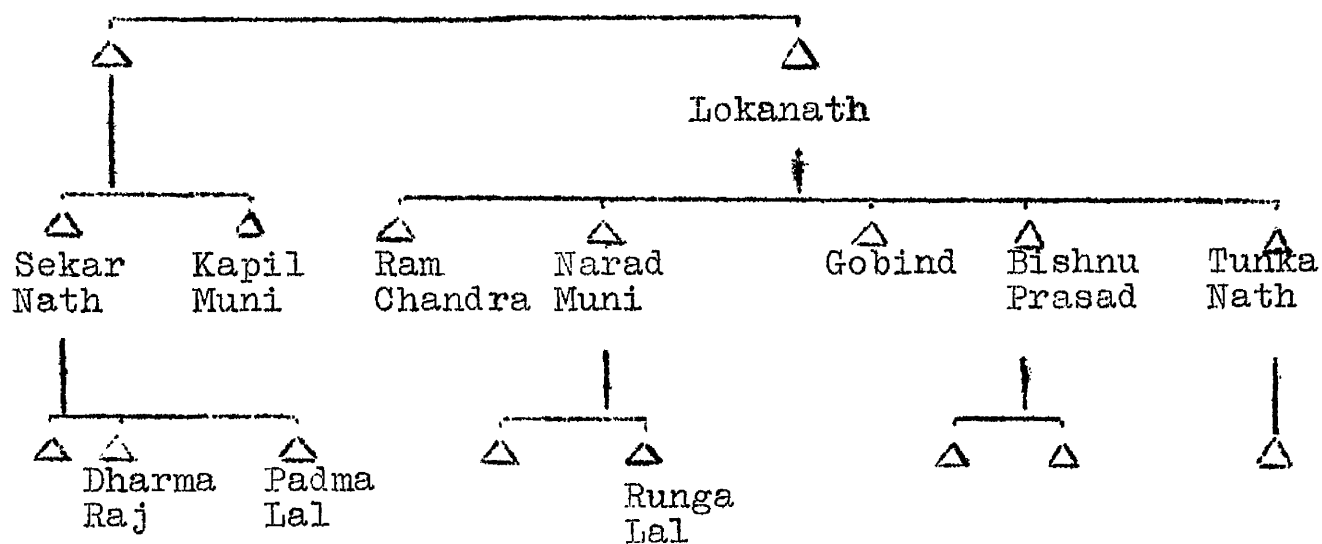 Lokanath
Sekar Nath
Kapil Muni
Ram Chandra
Narad Muni
Gobind
Bishnu Prasad
Tunka Nath
Dharma Raj
Padma Lal
Runga Lal